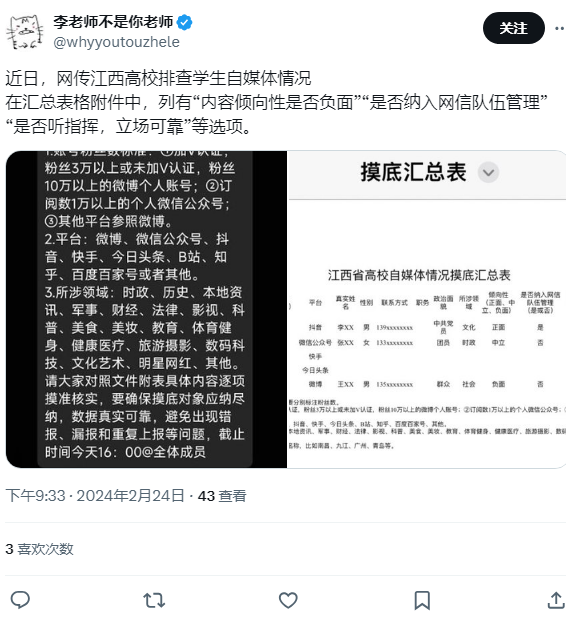 李老师不是你老师
@whyyoutouzhele
关注
近日，网传江西高校排查学生自媒体情况
在汇总表格附件中，列有“内容倾向性是否负面”“是否纳入网信队伍管理”
“是否听指挥，立场可靠”等选项。
1.账号粉丝数标准：①加V认证，
粉丝3万以上或未加V认证，粉丝
10万以上的微博个人账号；②订
阅数1万以上的个人微信公众号；
③其他平台参照微博。
2.平台：微博、微信公众号、抖
音、快手、今日头条、B站、知
乎、百度百家号或者其他。
3.所涉领域：时政、历史、本地资
讯、军事、财经、法律、影视、科
普、美食、美妆、教育、体育健
身、健康医疗、旅游摄影、数码科
技、文化艺术、明星网红、其他。
请大家对照文件附表具体内容逐项
摸准核实，要确保摸底对象应纳尽
纳，数据真实可靠，避免出现错
报、漏报和重复上报等问题，截止
时间今天16：00@全体成员
摸底汇总表
江西省高校自媒体情况摸底汇总表
平台 真实姓名 性别 联系方式 职务 政治面貌 所涉领域 倾向性（正面、中立、负面） 是否纳入网信队伍管理（是或否）
抖音 李XX 男 139xxxxxxxx 中共党员 文化 正面 是
微信公众号 张XX 女 133xxxxxxxx 团员 时政 中立 否
快手
今日头条
微博 王XX 男 135xxxxxxxx 群众 社会 负面 否
要分别标注粉丝数。
认证，粉丝3万以上或未加V认证，粉丝10万以上的微博个人账号；②订阅数1万以上的个人微信公众号；
抖音、快手、今日头条、B站、知乎、百度百家号、其他。
本地资讯、军事、财经、法律、影视、科普、美食、美妆、教育、体育健身、健康医疗、旅游摄影、数码
名称，比如南昌、九江、广州、青岛等。
下午9:33 · 2024年2月24日 · 43 查看
3 喜欢次数